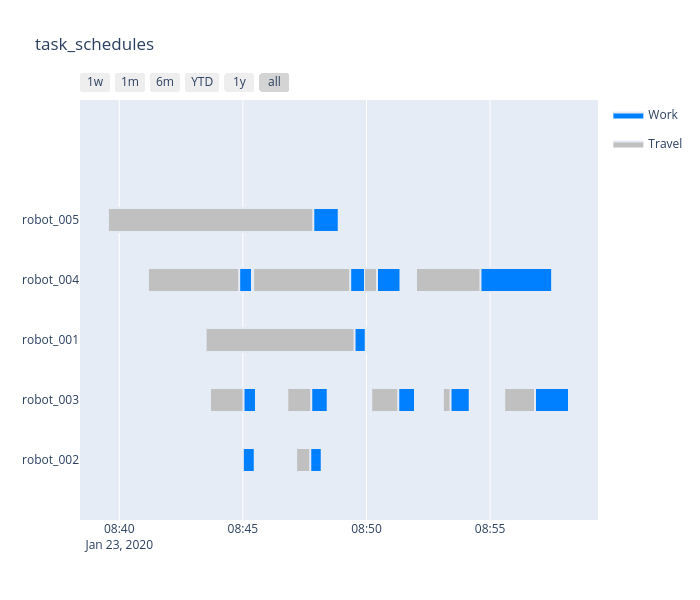 task_schedules
1w 1m 6m YTD 1y all
Work
Travel
robot_005
robot_004
robot_001
robot_003
robot_002
08:40 08:45 08:50 08:55
Jan 23, 2020